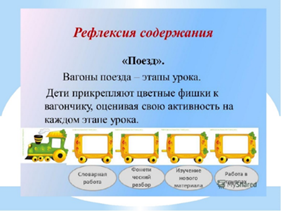 Рефлексия содержания
«Поезд».
Вагоны поезда – этапы урока.
Дети прикрепляют цветные фишки к
вагончику, оценивая свою активность на
каждом этапе урока.
Словарная
работа
Фонети
ческий
разбор
Изучение
нового
материала
Работа в
MyShared